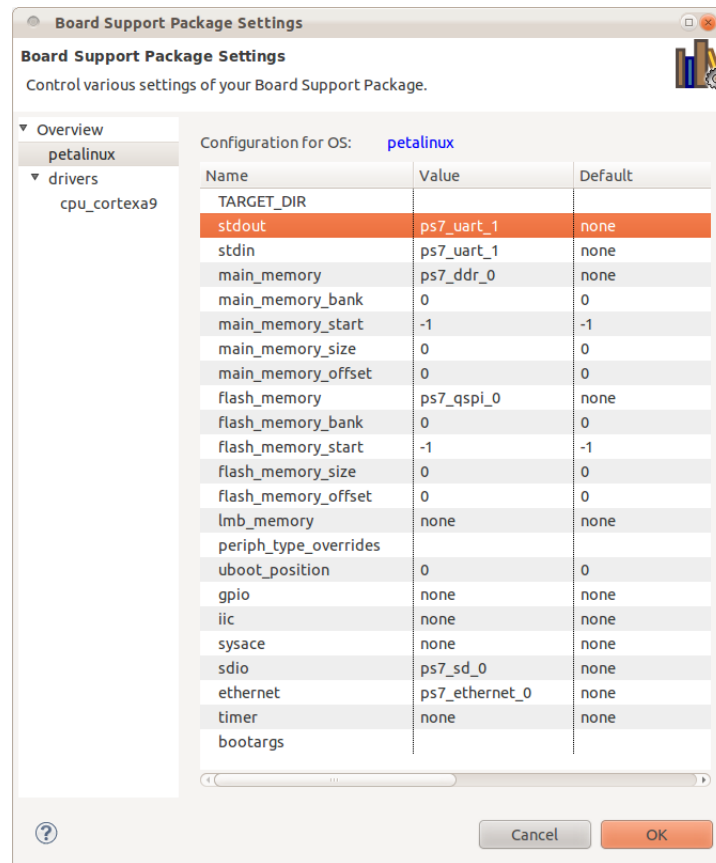 Board Support Package Settings
Board Support Package Settings
Control various settings of your Board Support Package.
Overview
petalinux
drivers
cpu_cortexa9
Configuration for OS: petalinux
Name Value Default
TARGET_DIR
stdout ps7_uart_1 none
stdin ps7_uart_1 none
main_memory ps7_ddr_0 none
main_memory_bank 0 0
main_memory_start -1 -1
main_memory_size 0 0
main_memory_offset 0 0
flash_memory ps7_qspi_0 none
flash_memory_bank 0 0
flash_memory_start -1 -1
flash_memory_size 0 0
flash_memory_offset 0 0
lmb_memory none none
periph_type_overrides
uboot_position 0 0
gpio none none
iic none none
sysace none none
sdio ps7_sd_0 none
ethernet ps7_ethernet_0 none
timer none none
bootargs
? Cancel OK